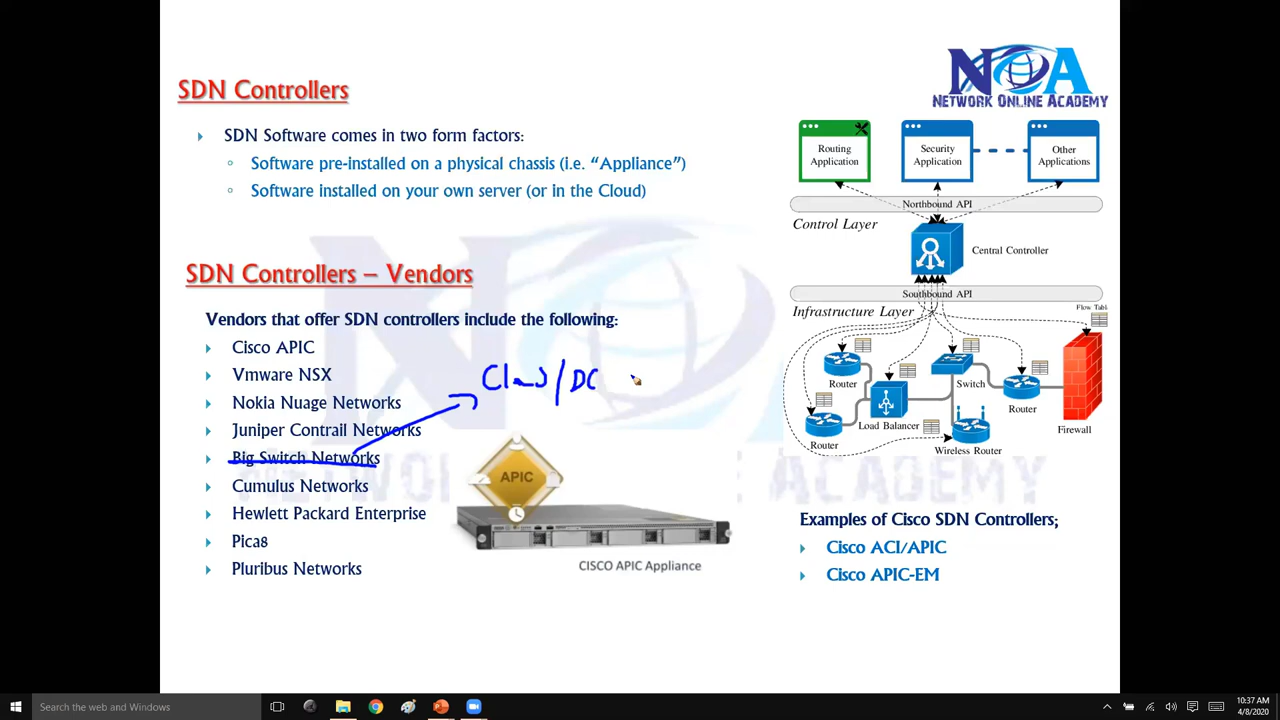 SDN Controllers
SDN Software comes in two form factors:
Software pre-installed on a physical chassis (i.e. “Appliance”)
Software installed on your own server (or in the Cloud)
SDN Controllers – Vendors
Vendors that offer SDN controllers include the following:
Cisco APIC
Vmware NSX
Nokia Nuage Networks
Juniper Contrail Networks
Big Switch Networks
Cumulus Networks
Hewlett Packard Enterprise
Pica8
Pluribus Networks
Cloud/DC
APIC
CISCO APIC Appliance
NOA
NETWORK ONLINE ACADEMY
Routing
Application
Security
Application
Other
Applications
Northbound API
Control Layer
Central Controller
Southbound API
Infrastructure Layer
Flow Table
Router
Switch
Router
Load Balancer
Router
Wireless Router
Firewall
Examples of Cisco SDN Controllers;
Cisco ACI/APIC
Cisco APIC-EM
NETWORK ONLINE ACADEMY
Search the web and Windows
10:37 AM
4/8/2020